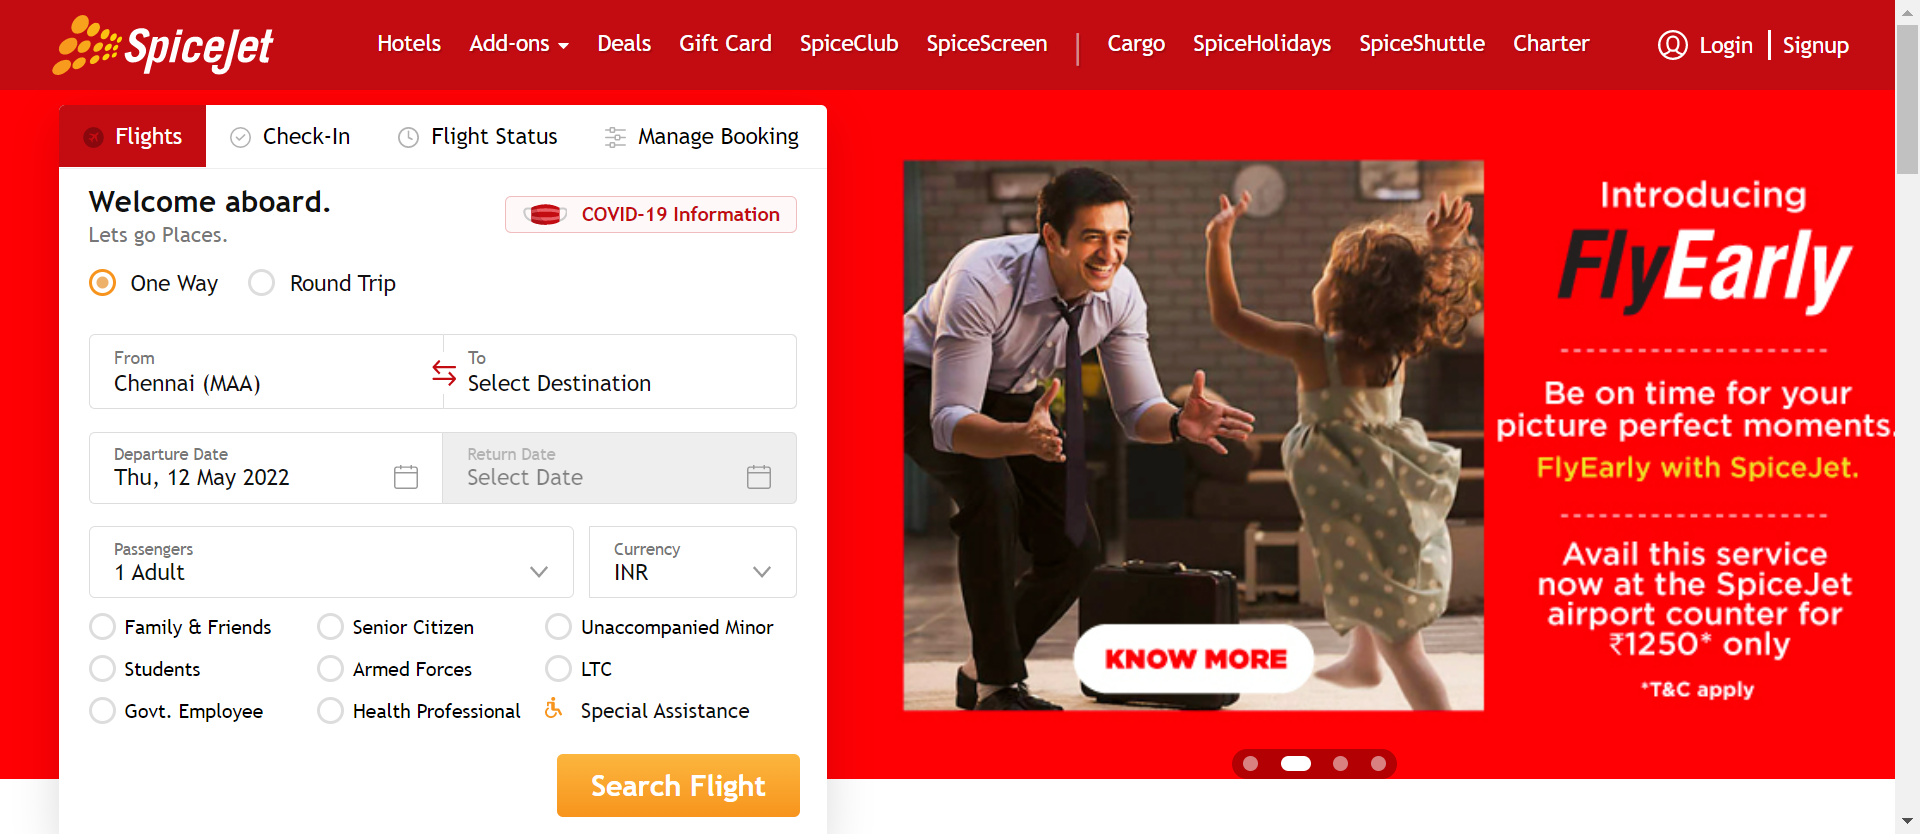 SpiceJet
Hotels Add-ons Deals Gift Card SpiceClub SpiceScreen | Cargo SpiceHolidays SpiceShuttle Charter Login | Signup
Flights Check-In Flight Status Manage Booking
Welcome aboard.
COVID-19 Information
Lets go Places.
One Way Round Trip
From To
Chennai (MAA) Select Destination
Departure Date Return Date
Thu, 12 May 2022 Select Date
Passengers Currency
1 Adult INR
Family & Friends Senior Citizen Unaccompanied Minor
Students Armed Forces LTC
Govt. Employee Health Professional Special Assistance
Search Flight
Introducing
FlyEarly
Be on time for your
picture perfect moments.
FlyEarly with SpiceJet.
Avail this service
now at the SpiceJet
airport counter for
₹1250* only
*T&C apply
KNOW MORE